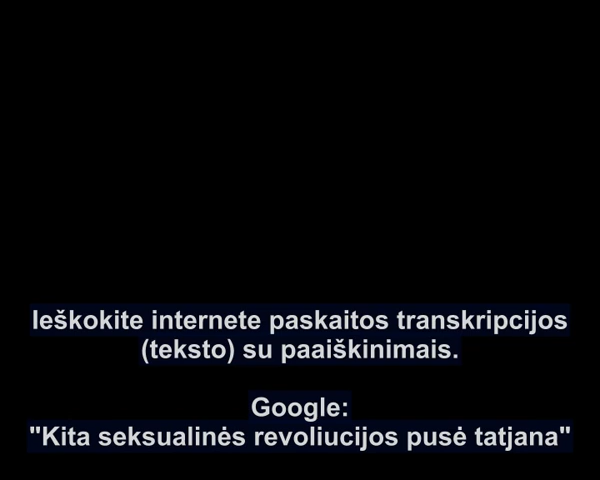 Ieškokite internete paskaitos transkripcijos
(teksto) su paaiškinimais.
Google:
"Kita seksualinės revoliucijos pusė tatjana"